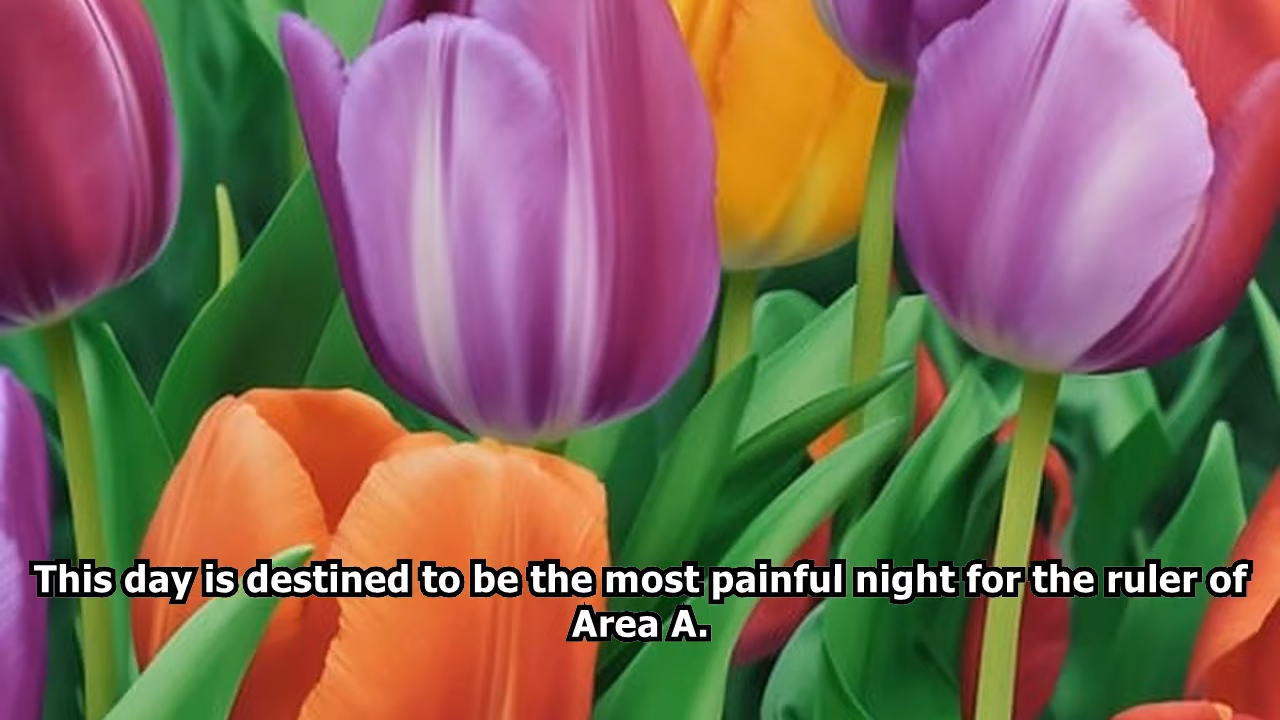 This day is destined to be the most painful night for the ruler of
Area A.